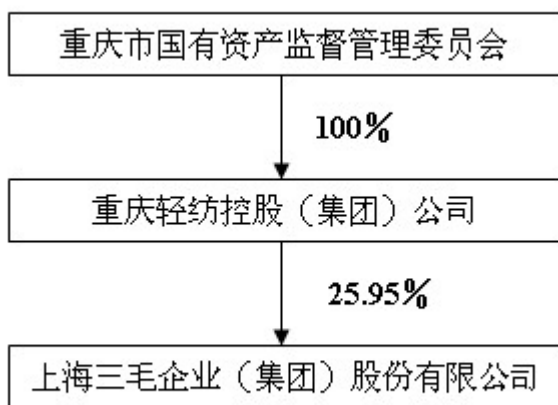 重庆市国有资产监督管理委员会
100%
重庆轻纺控股（集团）公司
25.95%
上海三毛企业（集团）股份有限公司